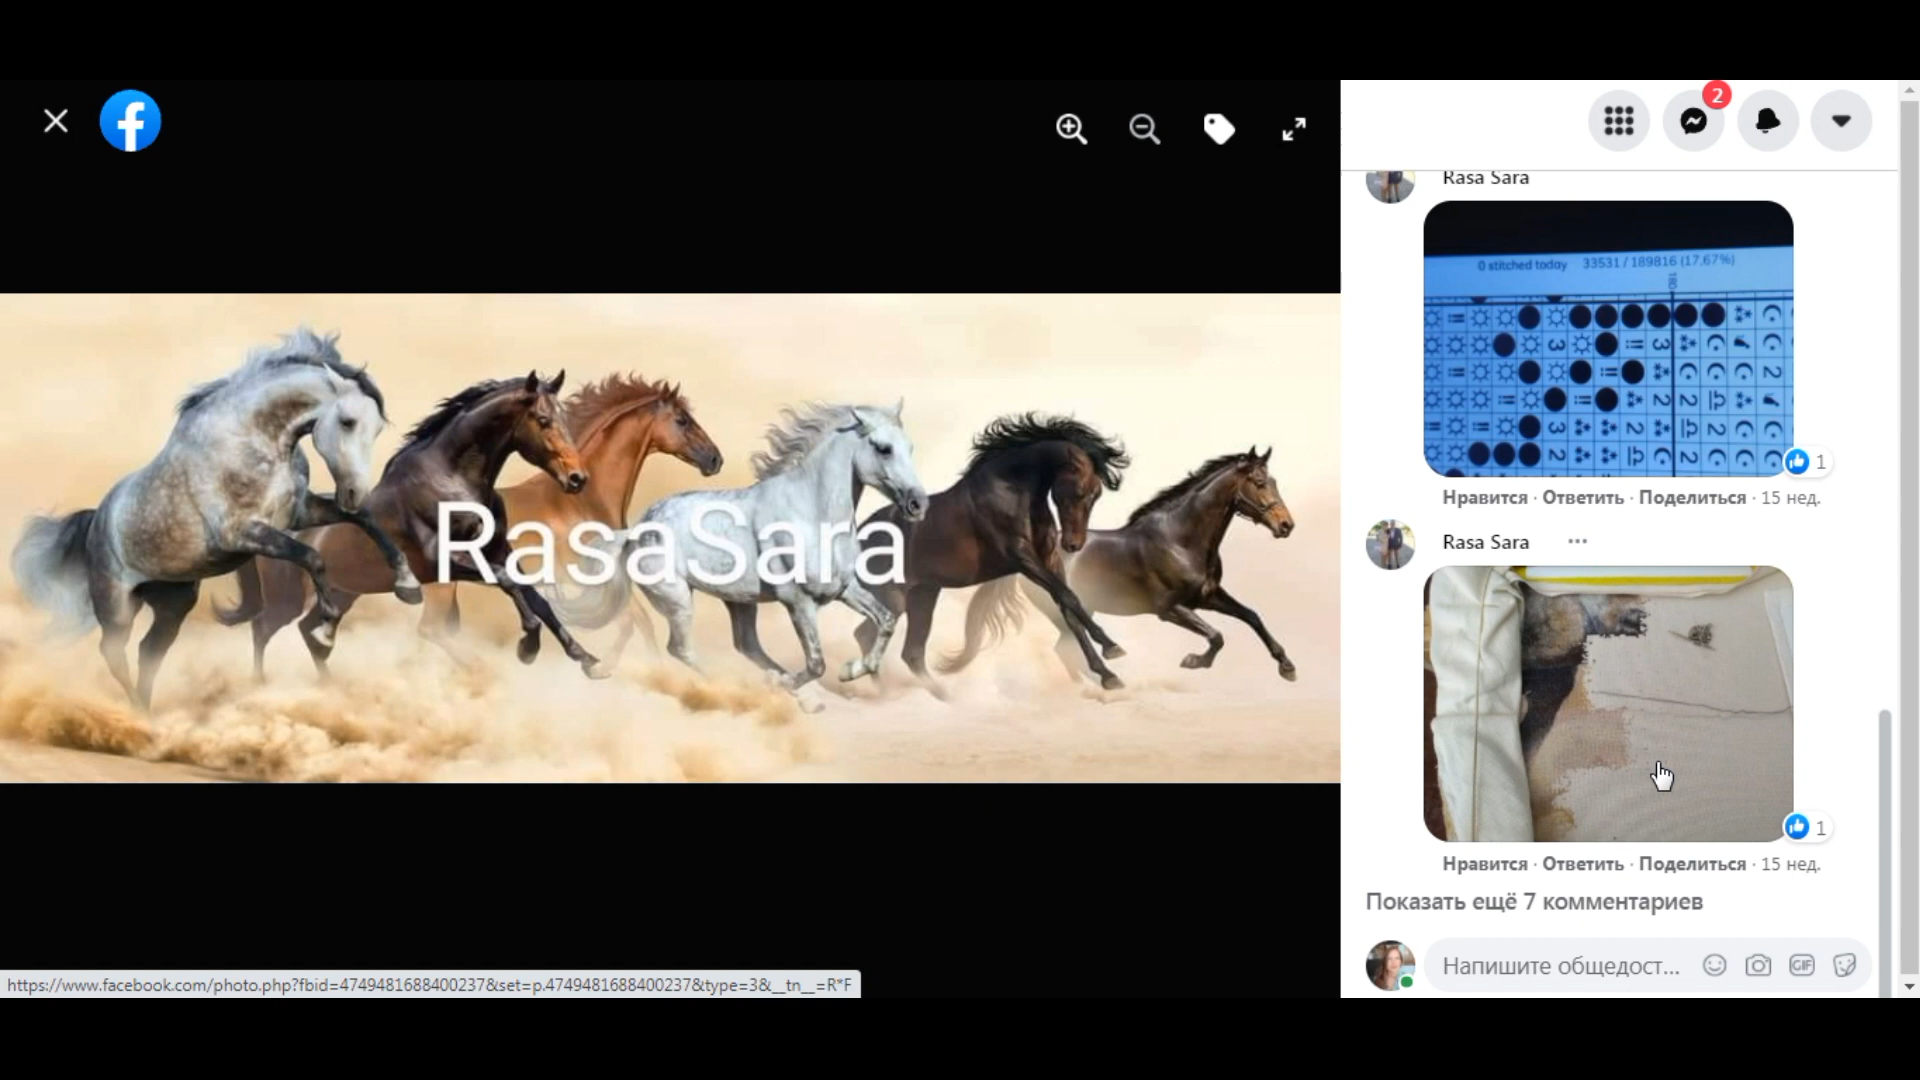 RasaSara
https://www.facebook.com/photo.php?fbid=4749481688400237&set=p.4749481688400237&type=3&__tn__=R*F
2
Rasa Sara
0 stitched today 33531 / 189816 (17,67%)
180
1
Нравится · Ответить · Поделиться · 15 нед.
Rasa Sara ...
1
Нравится · Ответить · Поделиться · 15 нед.
Показать ещё 7 комментариев
Напишите общедост...
GIF